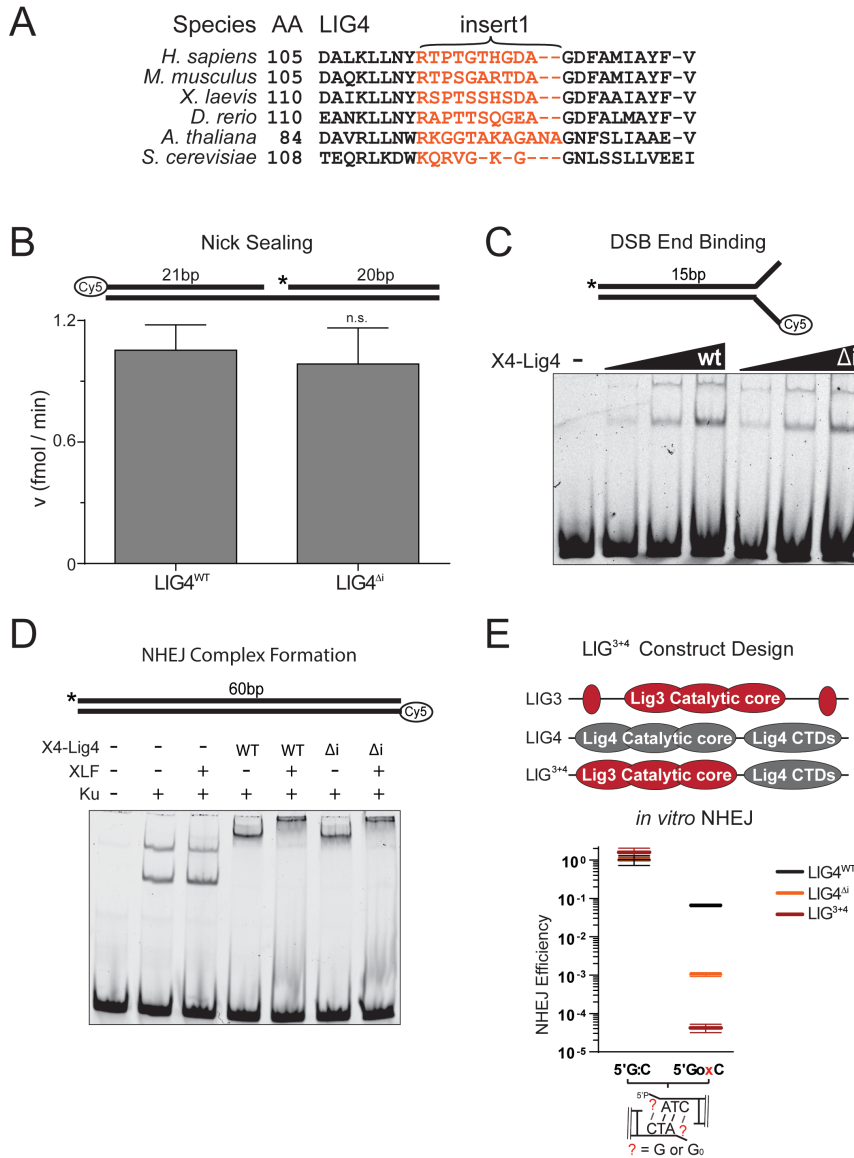 A
Species AA LIG4 insert1
H. sapiens 105 DALKLLNYRTPTGTHGDA--GDFAMIAYF-V
M. musculus 105 DAQKLLNYRTPSGARTDA--GDFAMIAYF-V
X. laevis 110 DAIKLLNYRSPTSSHSDA--GDFAAIAYF-V
D. rerio 110 EANKLLNYRAPTTSQGEA--GDFALMAYF-V
A. thaliana 84 DAVRLLNWRKGGTAKAGANAGNFSLIAAE-V
S. cerevisiae 108 TEQRLKDWKQRVG-K-G---GNLSSLLVEEI
B
Nick Sealing
21bp * 20bp
Cy5
1.2
n.s.
0.6
0
v (fmol / min)
LIG4WT LIG4Δi
C
DSB End Binding
* 15bp
Cy5
X4-Lig4 - wt Δi
D
NHEJ Complex Formation
* 60bp
Cy5
X4-Lig4 - - - WT WT Δi Δi
XLF - - + - + - +
Ku - + + + + + +
E
LIG3+4 Construct Design
LIG3 Lig3 Catalytic core
LIG4 Lig4 Catalytic core Lig4 CTDs
LIG3+4 Lig3 Catalytic core Lig4 CTDs
in vitro NHEJ
NHEJ Efficiency
10^0
10^-1
10^-2
10^-3
10^-4
10^-5
LIG4WT
LIG4Δi
LIG3+4
5'G:C 5'GoxC
5'P
? ATC
CTA ?
? = G or Go